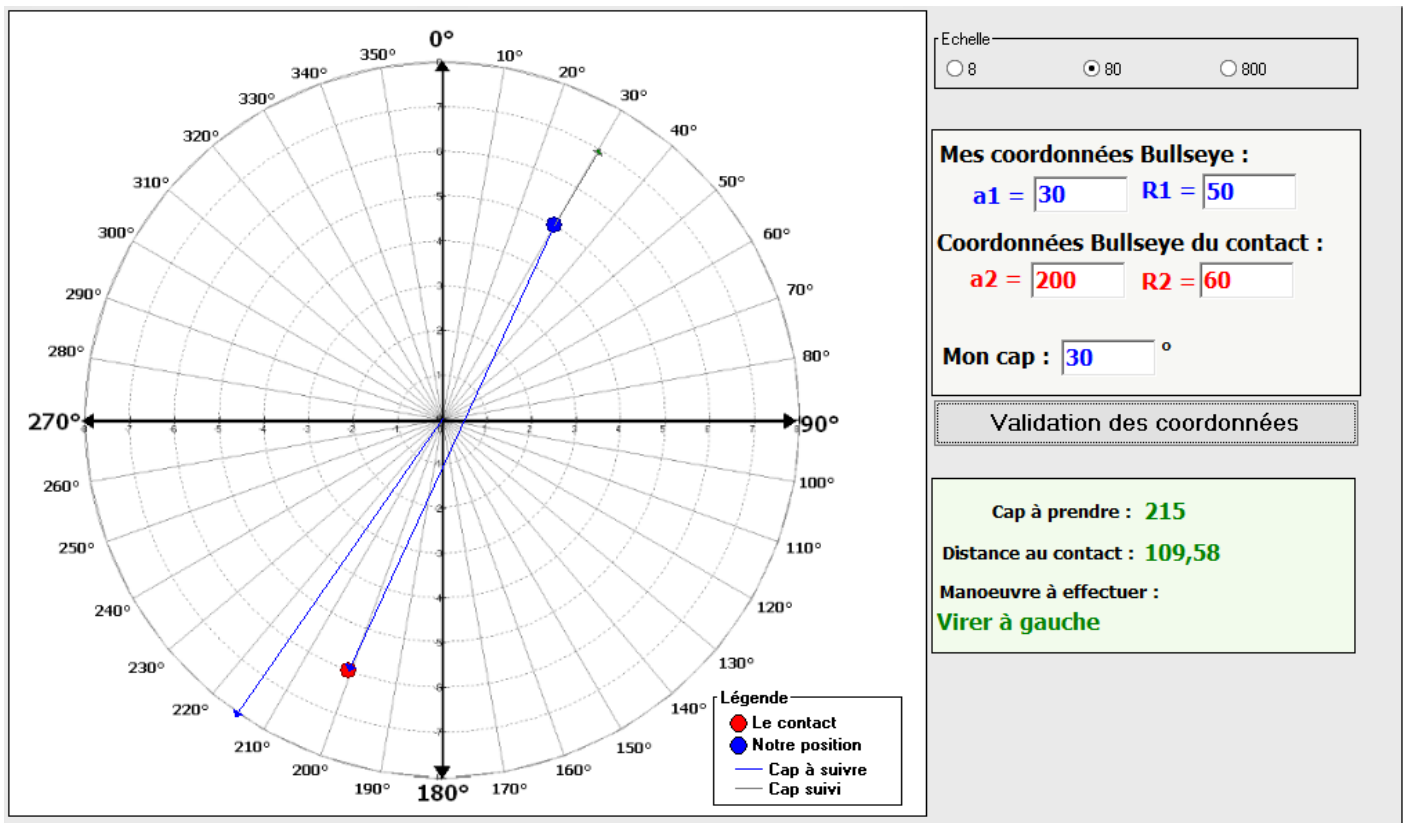 0°
10°
20°
30°
40°
50°
60°
70°
80°
90°
100°
110°
120°
130°
140°
150°
160°
170°
180°
190°
200°
210°
220°
230°
240°
250°
260°
270°
280°
290°
300°
310°
320°
330°
340°
350°
Légende
Le contact
Notre position
Cap à suivre
Cap suivi
Echelle
8 80 800
Mes coordonnées Bullseye :
a1 = 30 R1 = 50
Coordonnées Bullseye du contact :
a2 = 200 R2 = 60
Mon cap : 30 °
Validation des coordonnées
Cap à prendre : 215
Distance au contact : 109,58
Manoeuvre à effectuer :
Virer à gauche